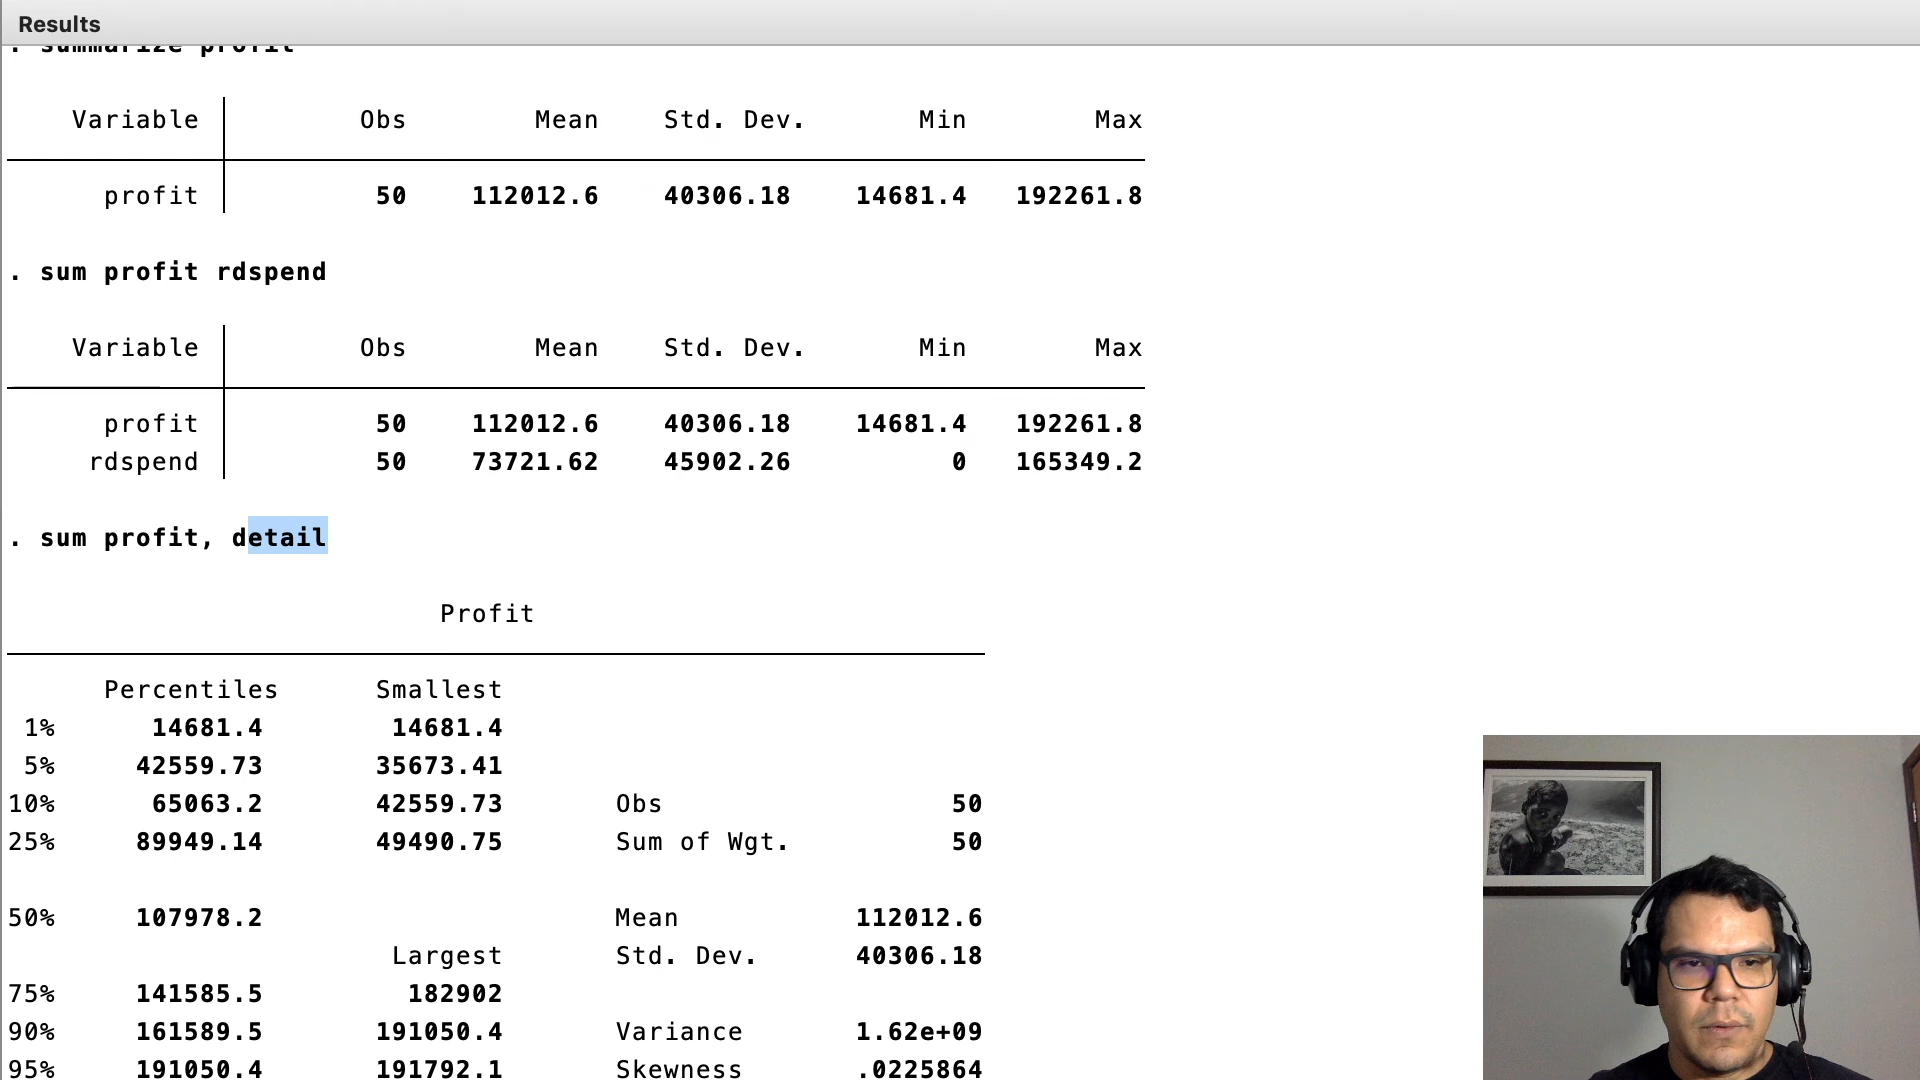 Results
. summarize profit
Variable Obs Mean Std. Dev. Min Max
profit 50 112012.6 40306.18 14681.4 192261.8
. sum profit rdspend
Variable Obs Mean Std. Dev. Min Max
profit 50 112012.6 40306.18 14681.4 192261.8
rdspend 50 73721.62 45902.26 0 165349.2
. sum profit, detail
Profit
Percentiles Smallest
1% 14681.4 14681.4
5% 42559.73 35673.41
10% 65063.2 42559.73 Obs 50
25% 89949.14 49490.75 Sum of Wgt. 50
50% 107978.2 Mean 112012.6
Largest Std. Dev. 40306.18
75% 141585.5 182902
90% 161589.5 191050.4 Variance 1.62e+09
95% 191050.4 191792.1 Skewness .0225864